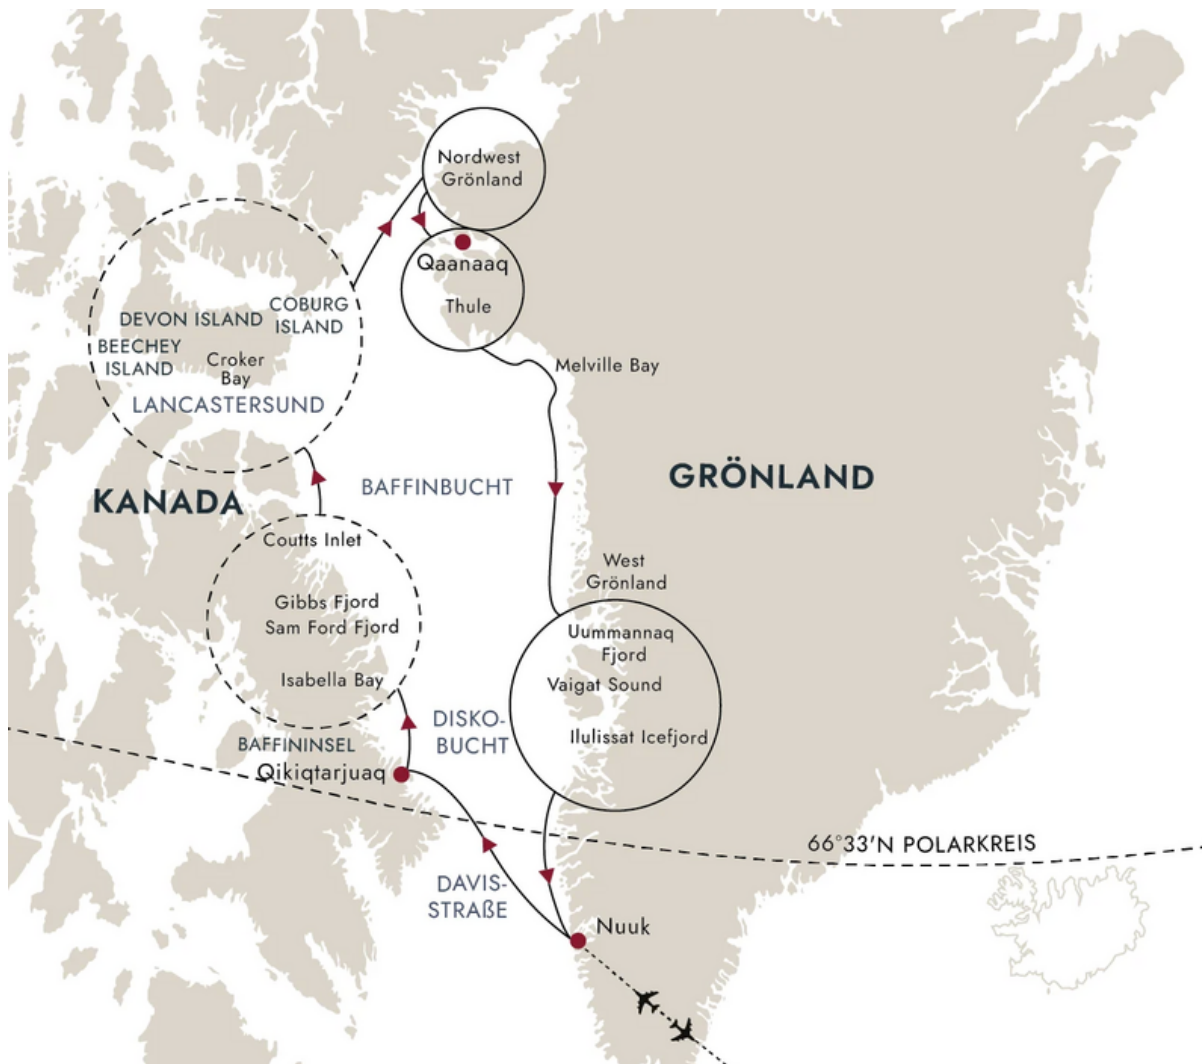 Nordwest
Grönland
Qaanaaq
Thule
COBURG
ISLAND
DEVON ISLAND
BEECHEY
ISLAND
Croker
Bay
LANCASTERSUND
Melville Bay
KANADA
BAFFINBUCHT
GRÖNLAND
Coutts Inlet
West
Grönland
Gibbs Fjord
Sam Ford Fjord
Uummannaq
Fjord
Isabella Bay
Vaigat Sound
DISKO-
BUCHT
Ilulissat Icefjord
BAFFININSEL
Qikiqtarjuaq
66°33'N POLARKREIS
DAVIS-
STRAßE
Nuuk